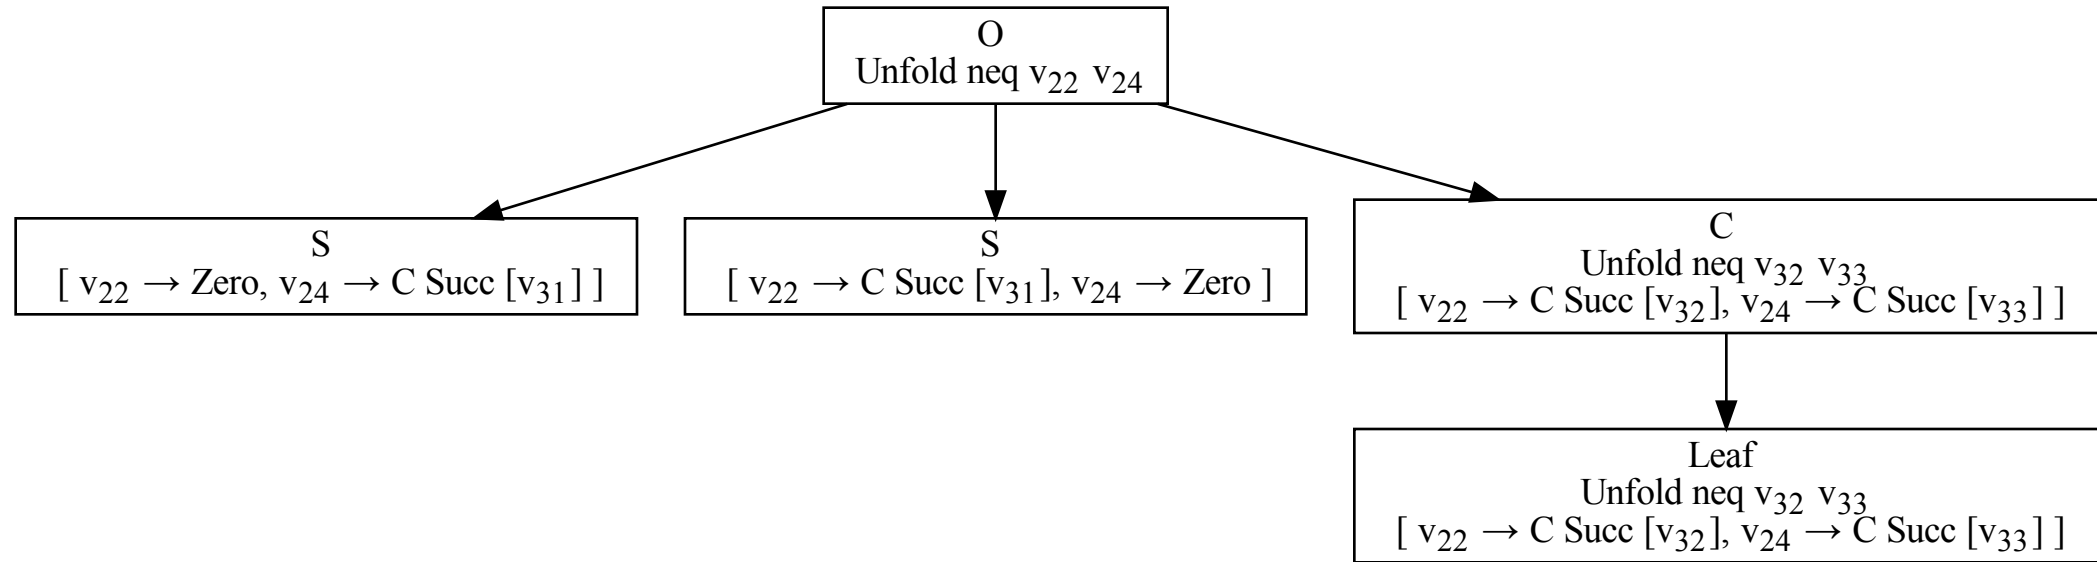 O
Unfold neq v₂₂ v₂₄
S
[ v₂₂ → Zero, v₂₄ → C Succ [v₃₁] ]
S
[ v₂₂ → C Succ [v₃₁], v₂₄ → Zero ]
C
Unfold neq v₃₂ v₃₃
[ v₂₂ → C Succ [v₃₂], v₂₄ → C Succ [v₃₃] ]
Leaf
Unfold neq v₃₂ v₃₃
[ v₂₂ → C Succ [v₃₂], v₂₄ → C Succ [v₃₃] ]